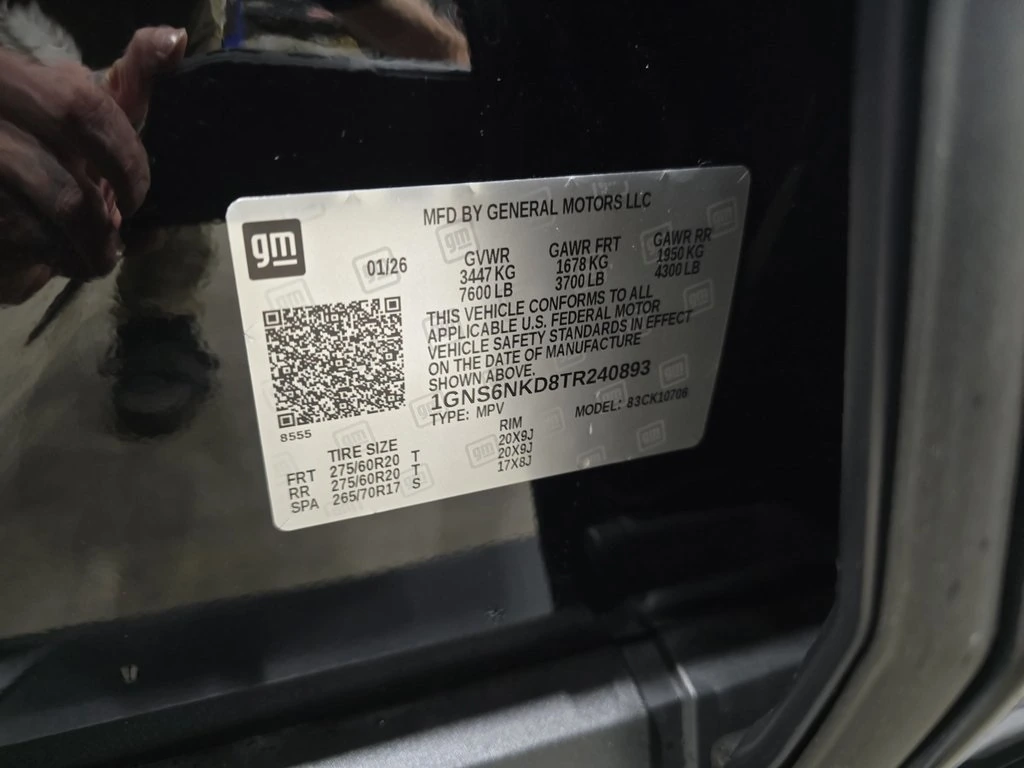 gm
MFD BY GENERAL MOTORS LLC
01/26
GVWR GAWR FRT GAWR RR
3447 KG 1678 KG 1950 KG
7600 LB 3700 LB 4300 LB
THIS VEHICLE CONFORMS TO ALL
APPLICABLE U.S. FEDERAL MOTOR
VEHICLE SAFETY STANDARDS IN EFFECT
ON THE DATE OF MANUFACTURE
SHOWN ABOVE.
1GNS6NKD8TR240893
TYPE: MPV MODEL: 83CK10706
8555
TIRE SIZE RIM
FRT 275/60R20 T 20X9J
RR 275/60R20 T 20X9J
SPA 265/70R17 S 17X8J